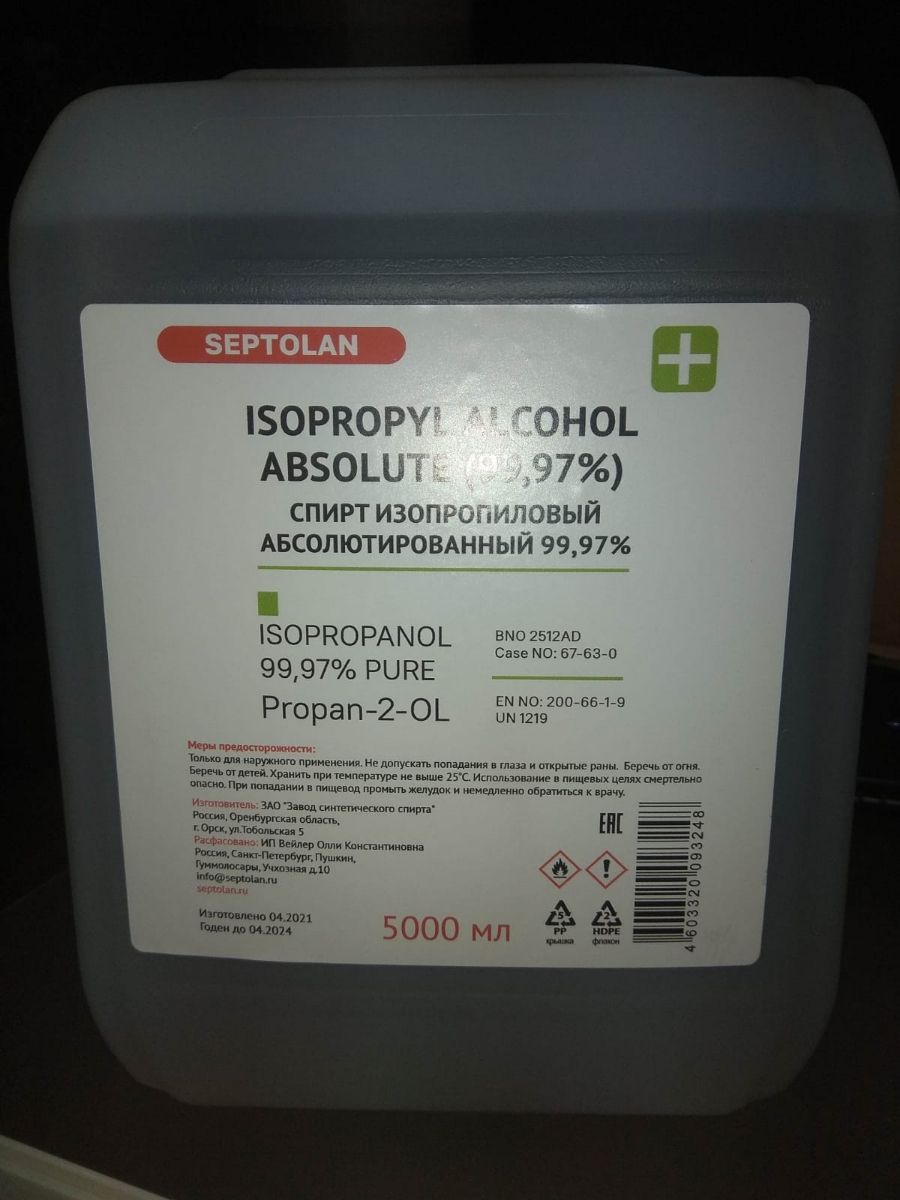 SEPTOLAN
ISOPROPYL ALCOHOL
ABSOLUTE (99,97%)
СПИРТ ИЗОПРОПИЛОВЫЙ
АБСОЛЮТИРОВАННЫЙ 99,97%
ISOPROPANOL
99,97% PURE
Propan-2-OL
BNO 2512AD
Case NO: 67-63-0
EN NO: 200-66-1-9
UN 1219
Меры предосторожности:
Только для наружного применения. Не допускать попадания в глаза и открытые раны. Беречь от огня.
Беречь от детей. Хранить при температуре не выше 25°С. Использование в пищевых целях смертельно
опасно. При попадании в пищевод промыть желудок и немедленно обратиться к врачу.
Изготовитель: ЗАО "Завод синтетического спирта"
Россия, Оренбургская область,
г. Орск, ул.Тобольская 5
Расфасовано: ИП Вейлер Олли Константиновна
Россия, Санкт-Петербург, Пушкин,
Гуммолосары, Учхозная д.10
info@septolan.ru
septolan.ru
Изготовлено 04.2021
Годен до 04.2024
5000 мл
EAC
!
5
PP
крышка
2
HDPE
флакон
4 603320 093248